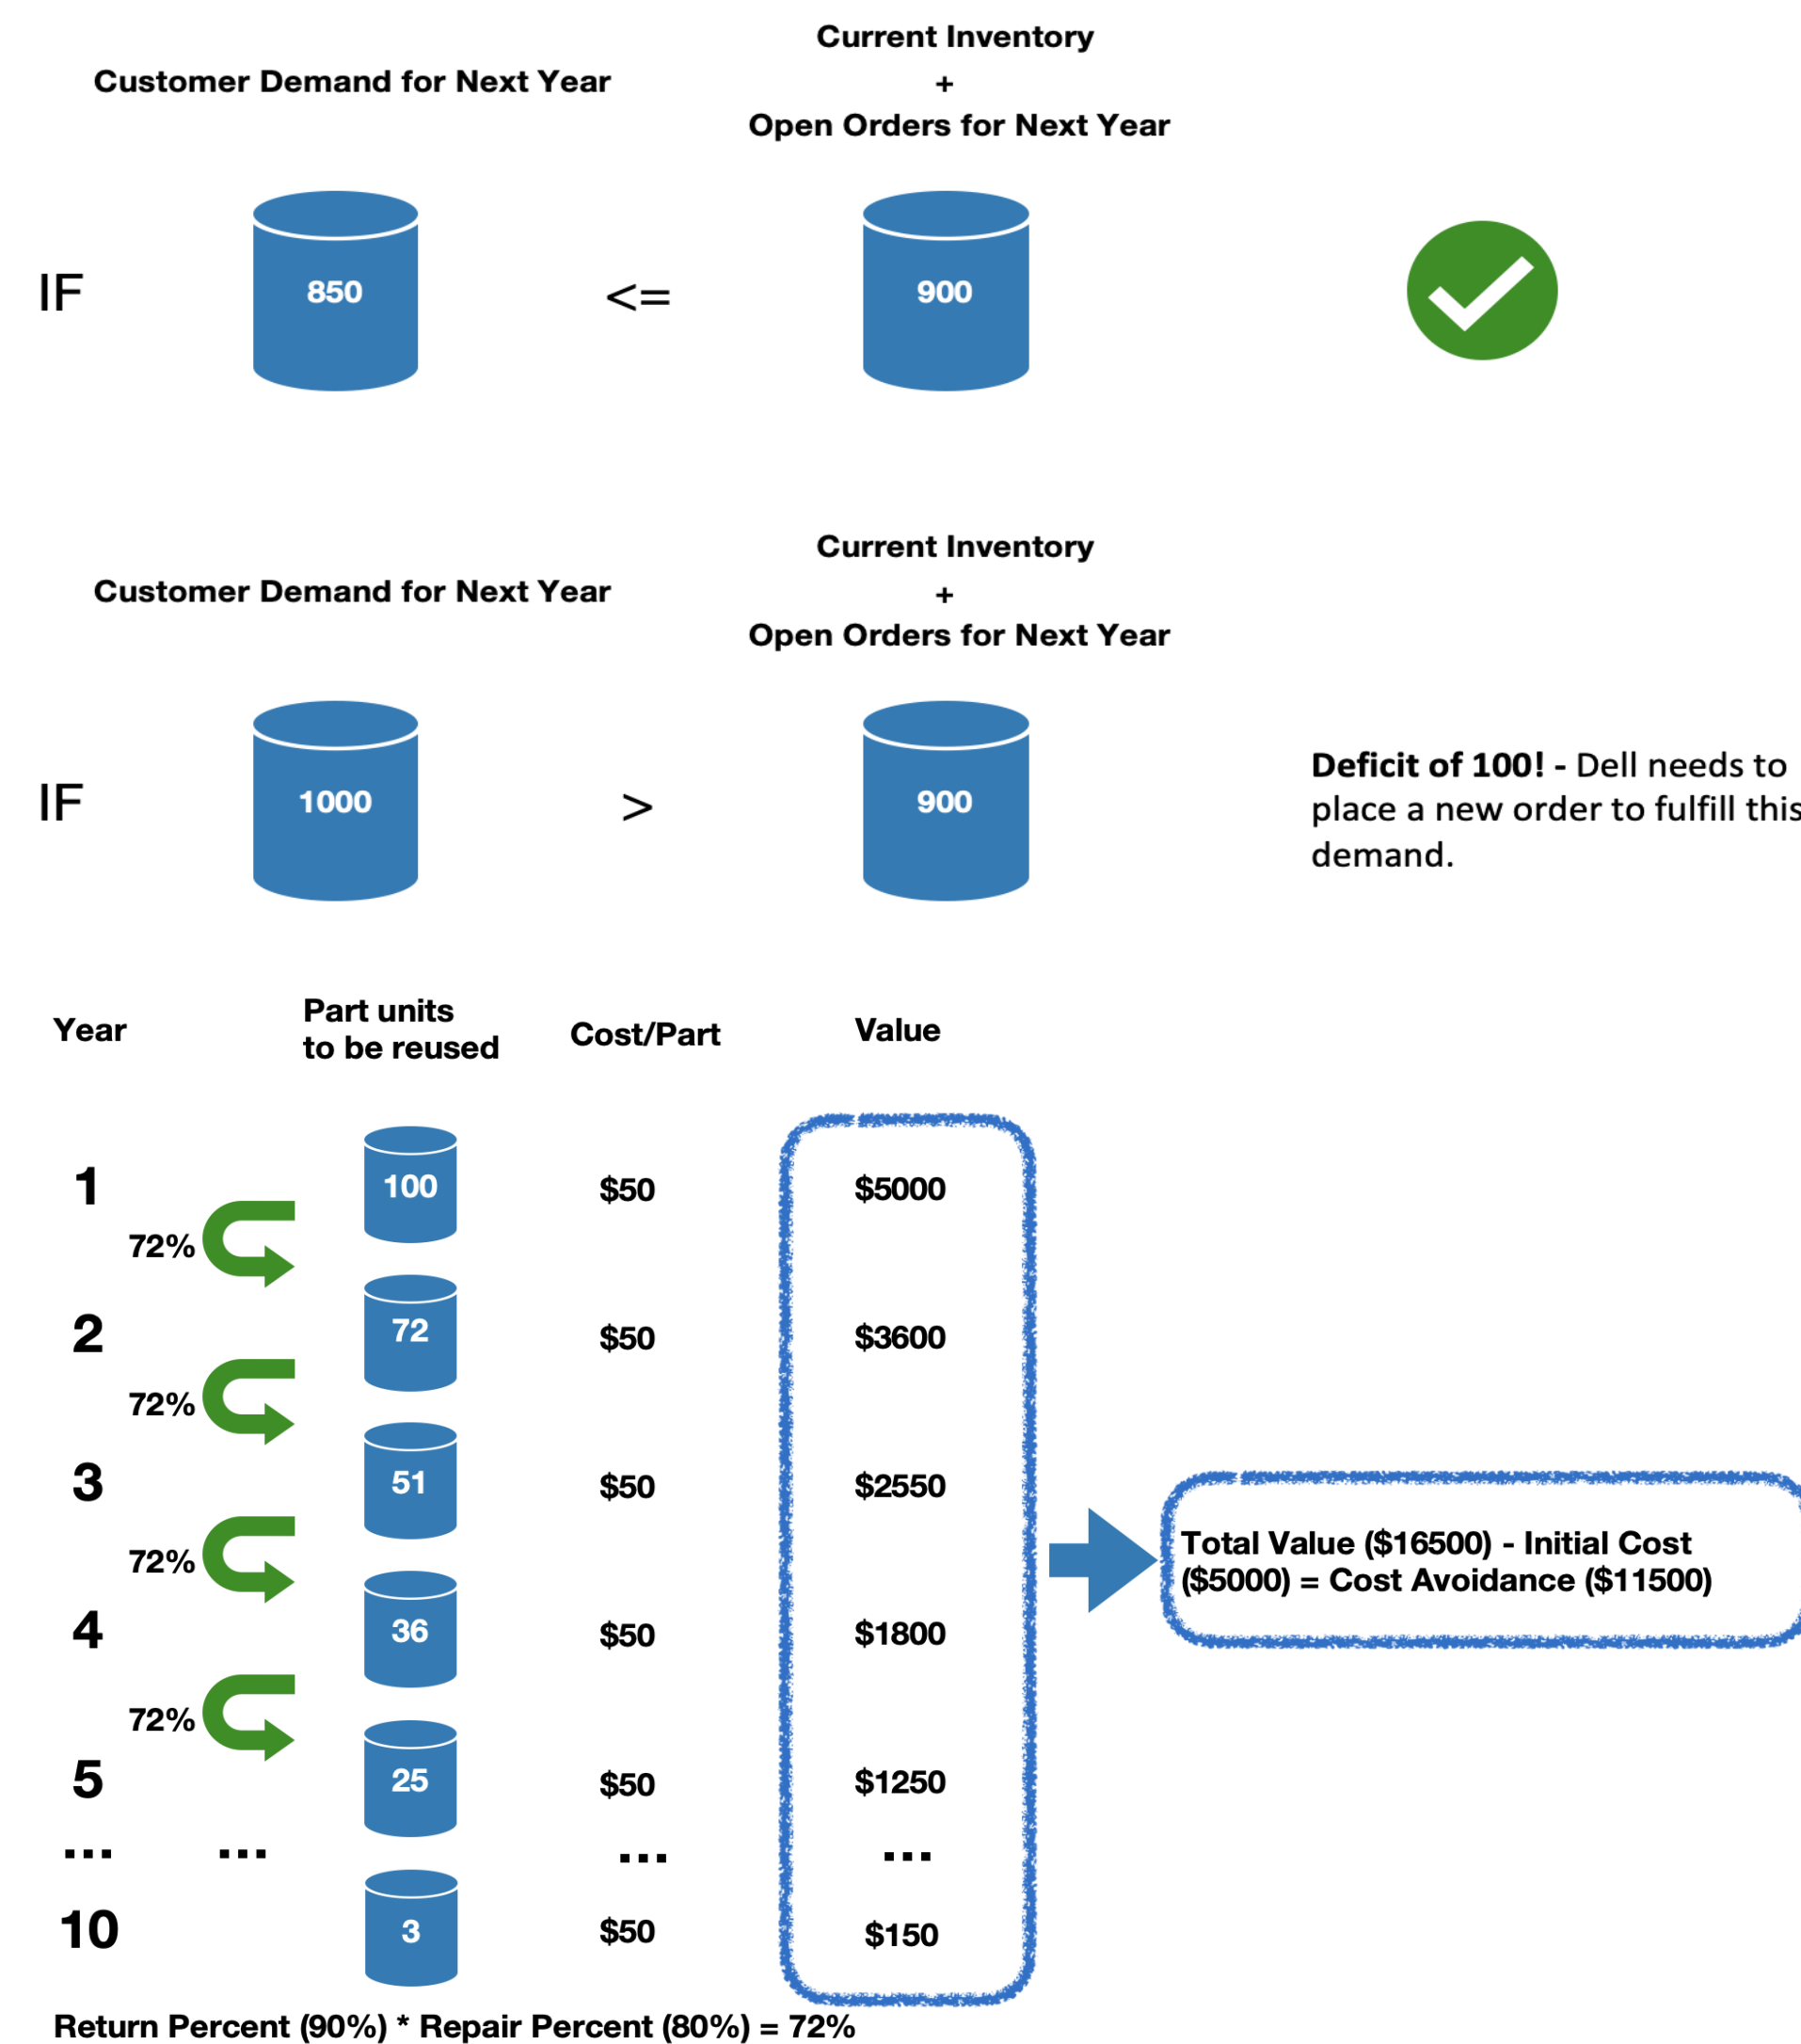 Customer Demand for Next Year
Current Inventory
+
Open Orders for Next Year
IF
850
<=
900
Customer Demand for Next Year
Current Inventory
+
Open Orders for Next Year
IF
1000
>
900
Deficit of 100! - Dell needs to
place a new order to fulfill this
demand.
Year
Part units
to be reused
Cost/Part
Value
1
100
$50
$5000
72%
2
72
$50
$3600
72%
3
51
$50
$2550
72%
4
36
$50
$1800
72%
5
25
$50
$1250
... ... ... ...
10
3
$50
$150
Total Value ($16500) - Initial Cost
($5000) = Cost Avoidance ($11500)
Return Percent (90%) * Repair Percent (80%) = 72%